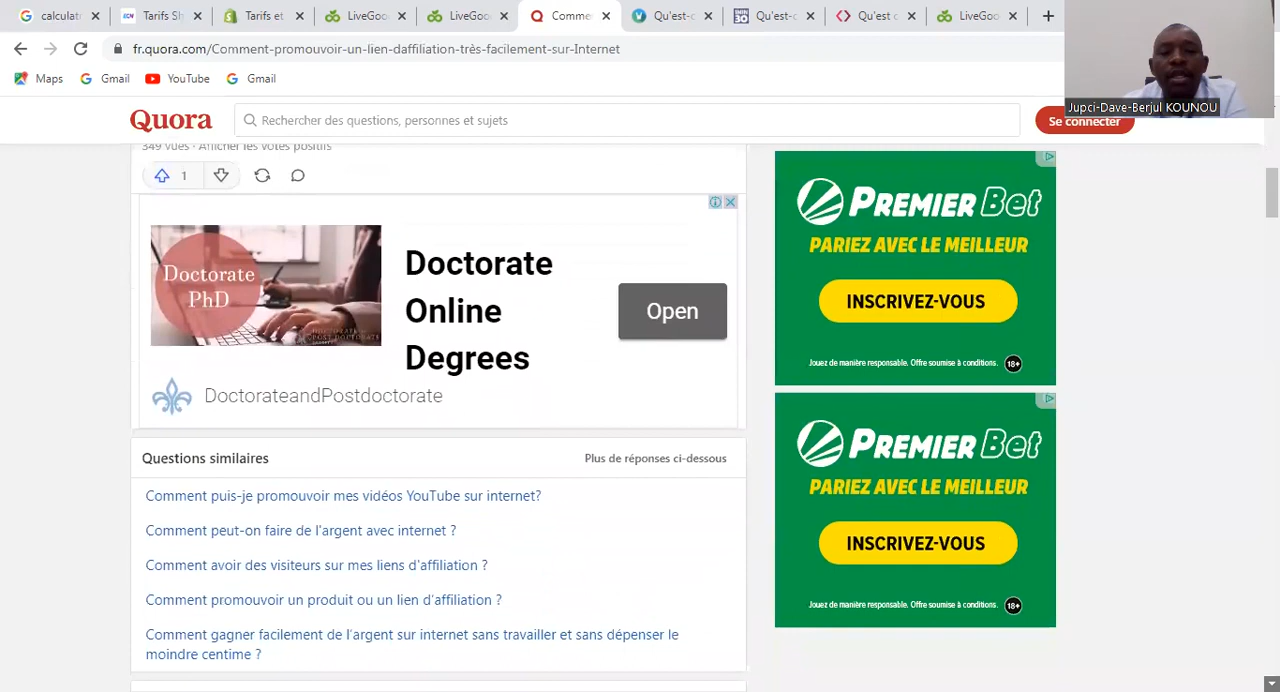 calculat
Tarifs Sh
Tarifs et
LiveGoo
LiveGoo
Comme
Qu'est-c
Qu'est-c
Qu'est c
LiveGoo
fr.quora.com/Comment-promouvoir-un-lien-daffiliation-très-facilement-sur-Internet
Maps
Gmail
YouTube
Gmail
Jupci-Dave-Berjul KOUNOU
Quora
Rechercher des questions, personnes et sujets
Se connecter
349 vues · Afficher les votes positifs
1
Doctorate
PhD
Doctorate
Online
Degrees
Open
DoctorateandPostdoctorate
PREMIER Bet
PARIEZ AVEC LE MEILLEUR
INSCRIVEZ-VOUS
Jouez de manière responsable. Offre soumise à conditions. 18+
PREMIER Bet
PARIEZ AVEC LE MEILLEUR
INSCRIVEZ-VOUS
Jouez de manière responsable. Offre soumise à conditions. 18+
Questions similaires
Plus de réponses ci-dessous
Comment puis-je promouvoir mes vidéos YouTube sur internet?
Comment peut-on faire de l'argent avec internet ?
Comment avoir des visiteurs sur mes liens d'affiliation ?
Comment promouvoir un produit ou un lien d'affiliation ?
Comment gagner facilement de l'argent sur internet sans travailler et sans dépenser le
moindre centime ?